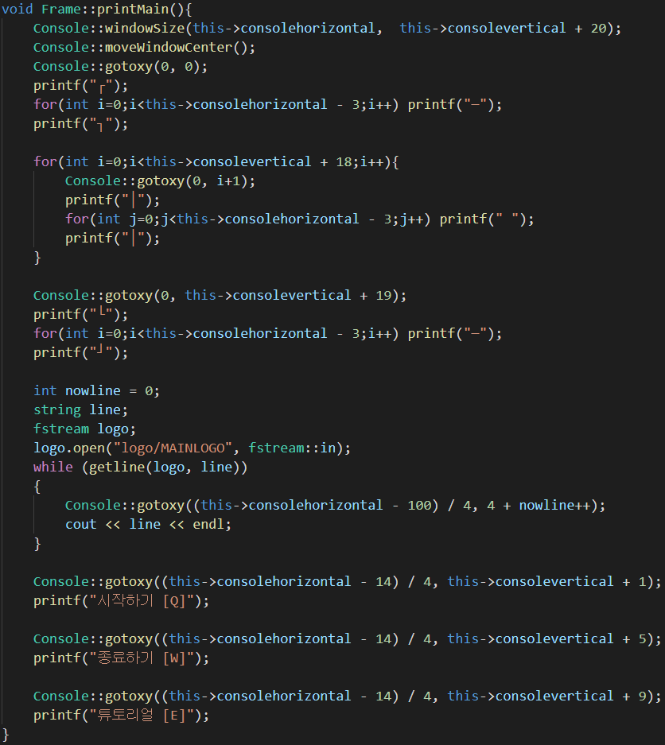 void Frame::printMain(){
    Console::windowSize(this->consolehorizontal,  this->consolevertical + 20);
    Console::moveWindowCenter();
    Console::gotoxy(0, 0);
    printf("┌");
    for(int i=0;i<this->consolehorizontal - 3;i++) printf("─");
    printf("┐");

    for(int i=0;i<this->consolevertical + 18;i++){
        Console::gotoxy(0, i+1);
        printf("│");
        for(int j=0;j<this->consolehorizontal - 3;j++) printf(" ");
        printf("│");
    }

    Console::gotoxy(0, this->consolevertical + 19);
    printf("└");
    for(int i=0;i<this->consolehorizontal - 3;i++) printf("─");
    printf("┘");

    int nowline = 0;
    string line;
    fstream logo;
    logo.open("logo/MAINLOGO", fstream::in);
    while (getline(logo, line))
    {
        Console::gotoxy((this->consolehorizontal - 100) / 4, 4 + nowline++);
        cout << line << endl;
    }

    Console::gotoxy((this->consolehorizontal - 14) / 4, this->consolevertical + 1);
    printf("시작하기 [Q]");

    Console::gotoxy((this->consolehorizontal - 14) / 4, this->consolevertical + 5);
    printf("종료하기 [W]");

    Console::gotoxy((this->consolehorizontal - 14) / 4, this->consolevertical + 9);
    printf("튜토리얼 [E]");
}